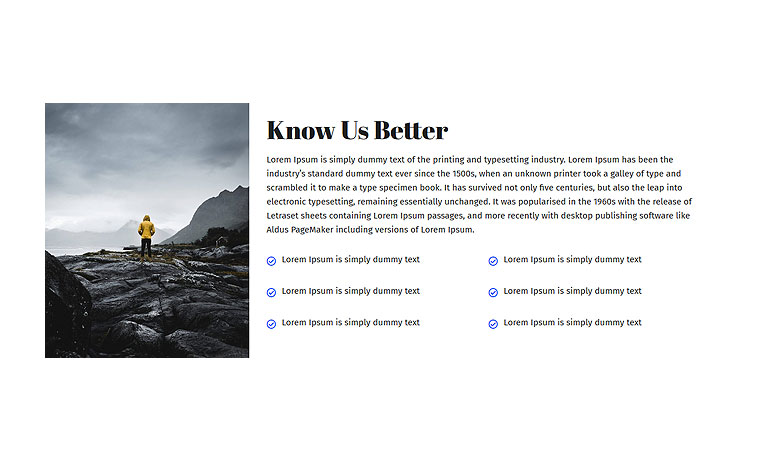 Know Us Better
Lorem Ipsum is simply dummy text of the printing and typesetting industry. Lorem Ipsum has been the
industry's standard dummy text ever since the 1500s, when an unknown printer took a galley of type and
scrambled it to make a type specimen book. It has survived not only five centuries, but also the leap into
electronic typesetting, remaining essentially unchanged. It was popularised in the 1960s with the release of
Letraset sheets containing Lorem Ipsum passages, and more recently with desktop publishing software like
Aldus PageMaker including versions of Lorem Ipsum.
Lorem Ipsum is simply dummy text
Lorem Ipsum is simply dummy text
Lorem Ipsum is simply dummy text
Lorem Ipsum is simply dummy text
Lorem Ipsum is simply dummy text
Lorem Ipsum is simply dummy text